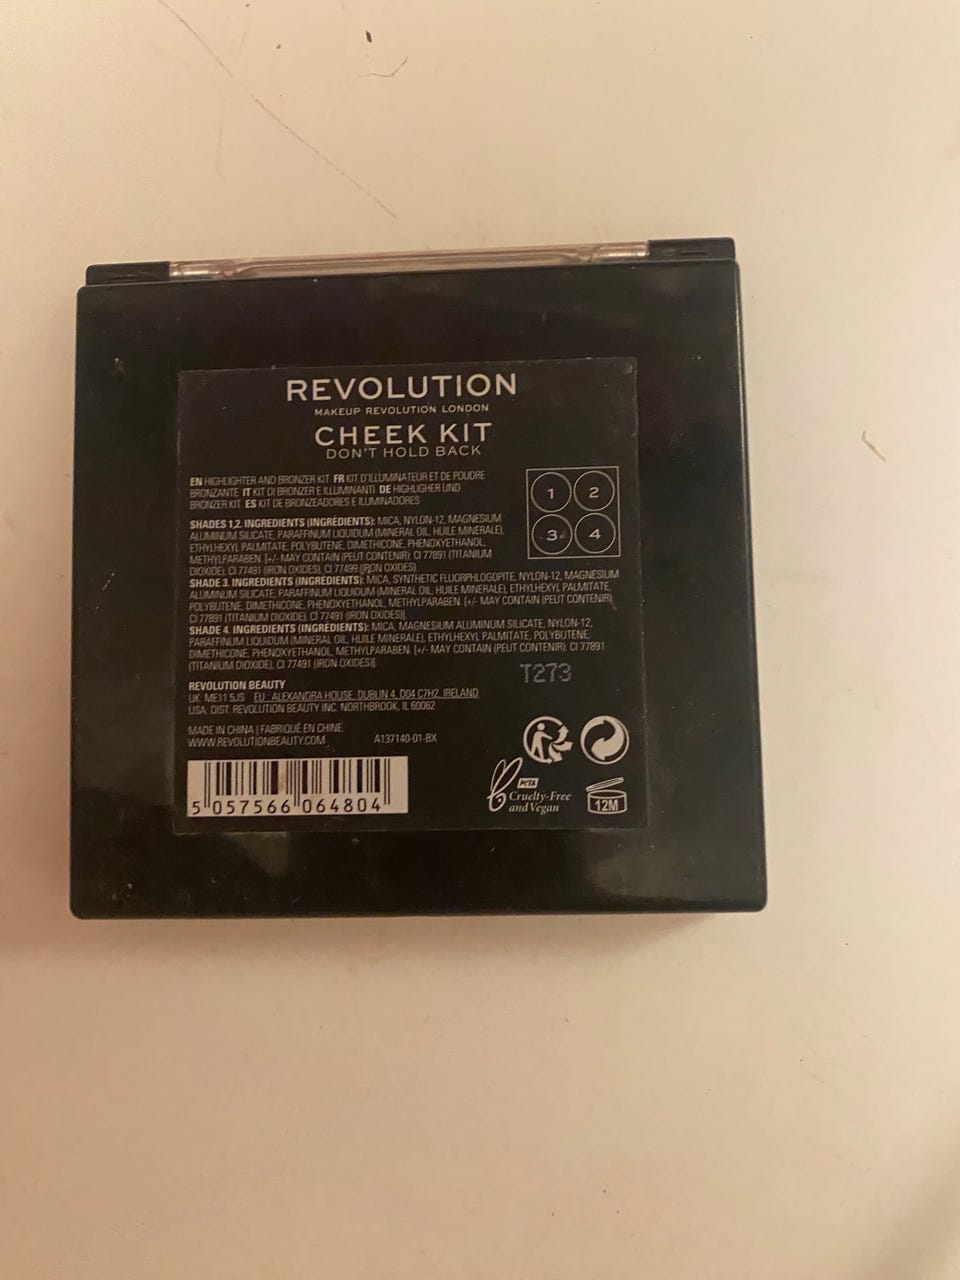 REVOLUTION
MAKEUP REVOLUTION LONDON
CHEEK KIT
DON'T HOLD BACK
EN HIGHLIGHTER AND BRONZER KIT FR KIT D'ILLUMINATEUR ET DE POUDRE
BRONZANTE IT KIT DI BRONZER E ILLUMINANTI DE HIGHLIGHER UND
BRONZER KIT ES KIT DE BRONZEADORES E ILUMINADORES
1 2
3 4
SHADES 1,2. INGREDIENTS (INGRÉDIENTS): MICA, NYLON-12, MAGNESIUM
ALUMINUM SILICATE, PARAFFINUM LIQUIDUM (MINERAL OIL, HUILE MINERALE),
ETHYLHEXYL PALMITATE, POLYBUTENE, DIMETHICONE, PHENOXYETHANOL,
METHYLPARABEN. [+/- MAY CONTAIN (PEUT CONTENIR): CI 77891 (TITANIUM
DIOXIDE), CI 77491 (IRON OXIDES), CI 77499 (IRON OXIDES)]
SHADE 3. INGREDIENTS (INGRÉDIENTS): MICA, SYNTHETIC FLUORPHLOGOPITE, NYLON-12, MAGNESIUM
ALUMINUM SILICATE, PARAFFINUM LIQUIDUM (MINERAL OIL, HUILE MINERALE), ETHYLHEXYL PALMITATE,
POLYBUTENE, DIMETHICONE, PHENOXYETHANOL, METHYLPARABEN. [+/- MAY CONTAIN (PEUT CONTENIR):
CI 77891 (TITANIUM DIOXIDE), CI 77491 (IRON OXIDES)]
SHADE 4. INGREDIENTS (INGRÉDIENTS): MICA, MAGNESIUM ALUMINUM SILICATE, NYLON-12,
PARAFFINUM LIQUIDUM (MINERAL OIL, HUILE MINERALE), ETHYLHEXYL PALMITATE, POLYBUTENE,
DIMETHICONE, PHENOXYETHANOL, METHYLPARABEN. [+/- MAY CONTAIN (PEUT CONTENIR): CI 77891
(TITANIUM DIOXIDE), CI 77491 (IRON OXIDES)]
T273
REVOLUTION BEAUTY
UK: ME11 5JS EU: ALEXANDRA HOUSE, DUBLIN 4, D04 C7H2, IRELAND
USA: DIST. REVOLUTION BEAUTY INC. NORTHBROOK, IL 60062
MADE IN CHINA | FABRIQUÉ EN CHINE
WWW.REVOLUTIONBEAUTY.COM A137140-01-BX
5 057566 064804
PETA
Cruelty-Free
and Vegan
12M